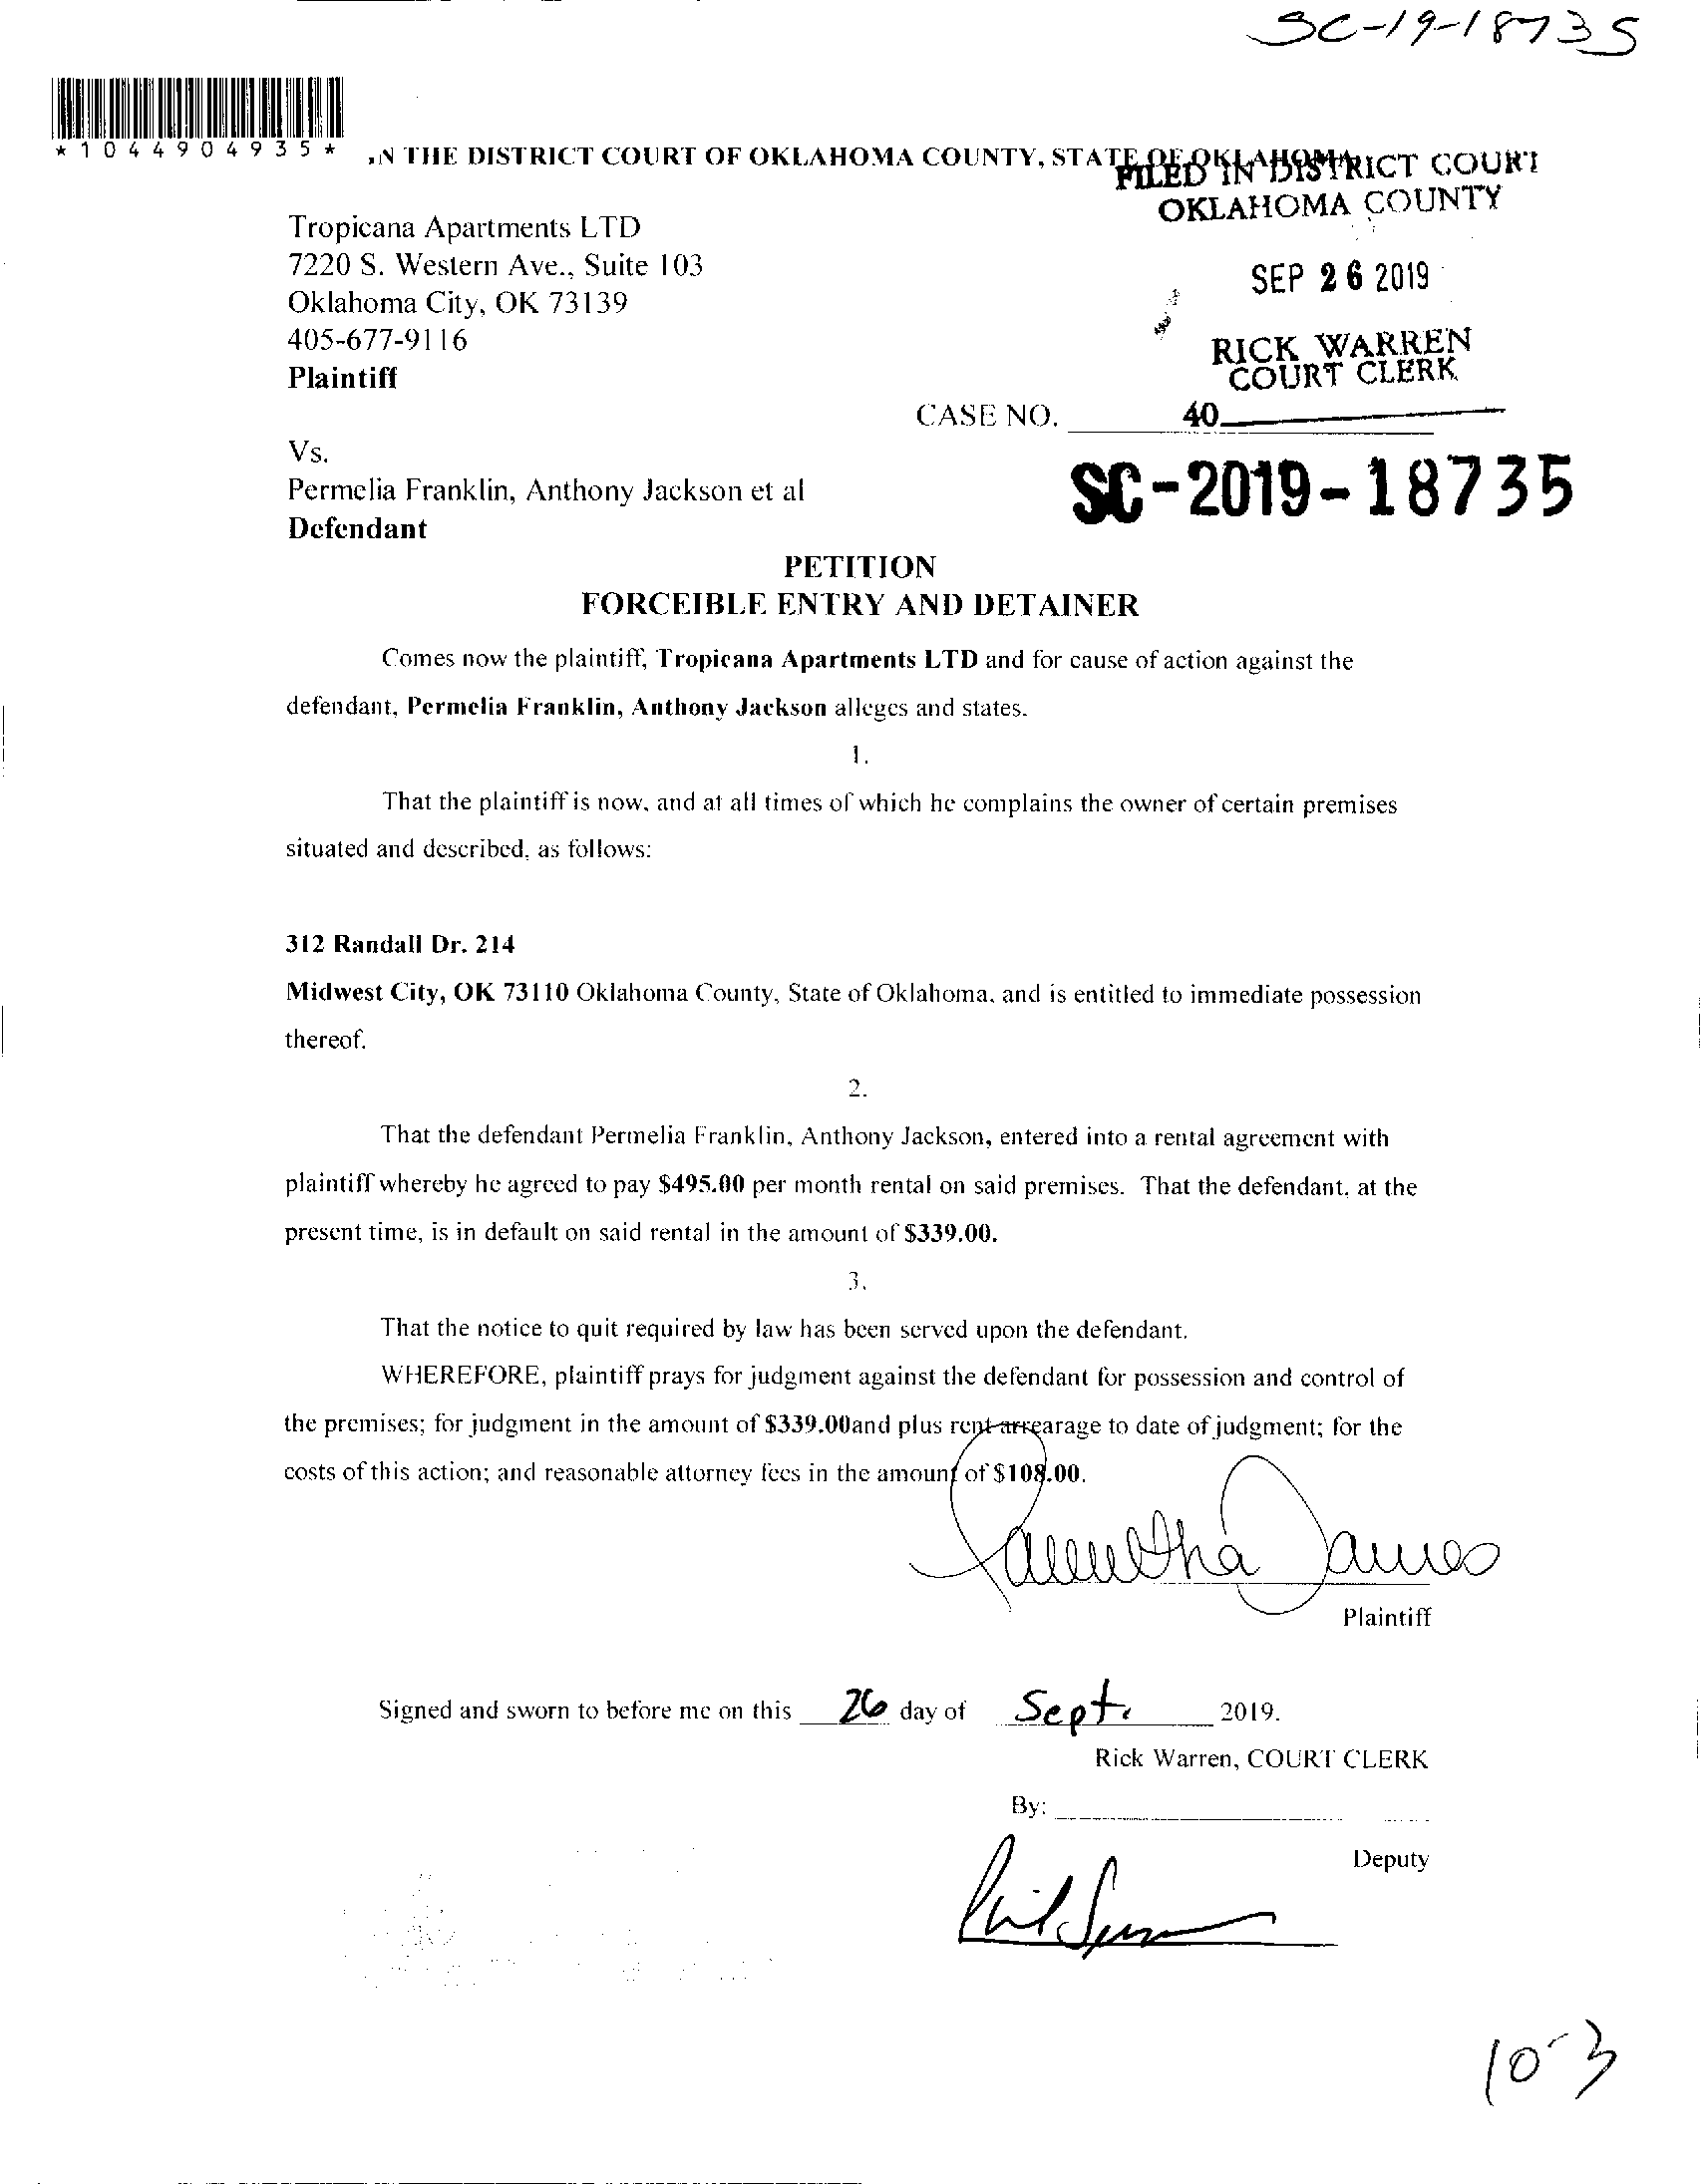 SC-19-18735
*1044904935*
IN THE DISTRICT COURT OF OKLAHOMA COUNTY, STATE OF OKLAHOMA
FILED IN DISTRICT COURT
OKLAHOMA COUNTY
Tropicana Apartments LTD
7220 S. Western Ave., Suite 103
SEP 26 2019
Oklahoma City, OK 73139
405-677-9116
RICK WARREN
COURT CLERK
Plaintiff
CASE NO. 40
Vs.
Permelia Franklin, Anthony Jackson et al
SC-2019-18735
Defendant
PETITION
FORCEIBLE ENTRY AND DETAINER
Comes now the plaintiff, Tropicana Apartments LTD and for cause of action against the
defendant, Permelia Franklin, Anthony Jackson alleges and states.
1.
That the plaintiff is now, and at all times of which he complains the owner of certain premises
situated and described, as follows:
312 Randall Dr. 214
Midwest City, OK 73110 Oklahoma County, State of Oklahoma, and is entitled to immediate possession
thereof.
2.
That the defendant Permelia Franklin, Anthony Jackson, entered into a rental agreement with
plaintiff whereby he agreed to pay $495.00 per month rental on said premises. That the defendant, at the
present time, is in default on said rental in the amount of $339.00.
3.
That the notice to quit required by law has been served upon the defendant.
WHEREFORE, plaintiff prays for judgment against the defendant for possession and control of
the premises; for judgment in the amount of $339.00and plus rent arrearage to date of judgment; for the
costs of this action; and reasonable attorney fees in the amount of $108.00.
James
Plaintiff
Signed and sworn to before me on this 26 day of Sept. 2019.
Rick Warren, COURT CLERK
By:
Deputy
10-3